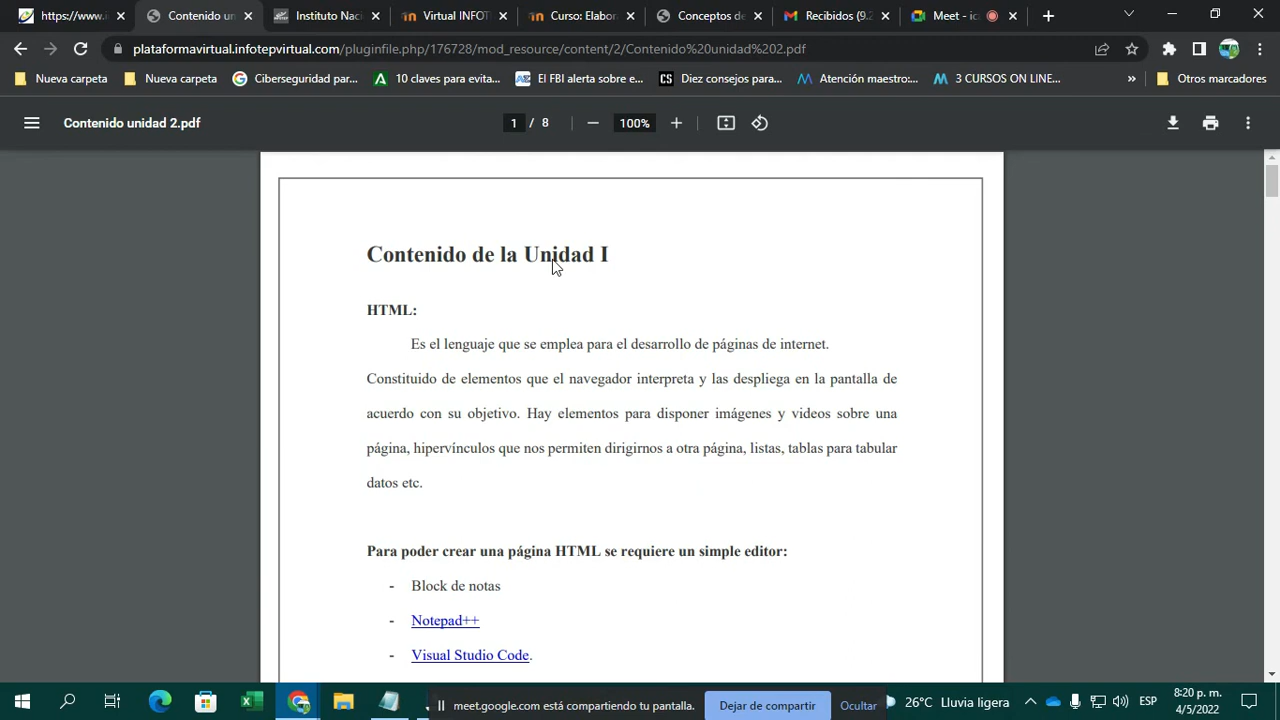 https://www.i
Contenido un
Instituto Naci
Virtual INFOT
Curso: Elabor
Conceptos de
Recibidos (9.2
Meet - ic
plataformavirtual.infotepvirtual.com/pluginfile.php/176728/mod_resource/content/2/Contenido%20unidad%202.pdf
Nueva carpeta
Nueva carpeta
Ciberseguridad par...
10 claves para evita...
El FBI alerta sobre e...
Diez consejos para...
Atención maestro:...
3 CURSOS ON LINE...
»
Otros marcadores
Contenido unidad 2.pdf
1 / 8
100%
Contenido de la Unidad I
HTML:
Es el lenguaje que se emplea para el desarrollo de páginas de internet.
Constituido de elementos que el navegador interpreta y las despliega en la pantalla de
acuerdo con su objetivo. Hay elementos para disponer imágenes y videos sobre una
página, hipervínculos que nos permiten dirigirnos a otra página, listas, tablas para tabular
datos etc.
Para poder crear una página HTML se requiere un simple editor:
- Block de notas
- Notepad++
- Visual Studio Code.
meet.google.com está compartiendo tu pantalla.
Dejar de compartir
Ocultar
26°C Lluvia ligera
ESP
8:20 p. m.
4/5/2022